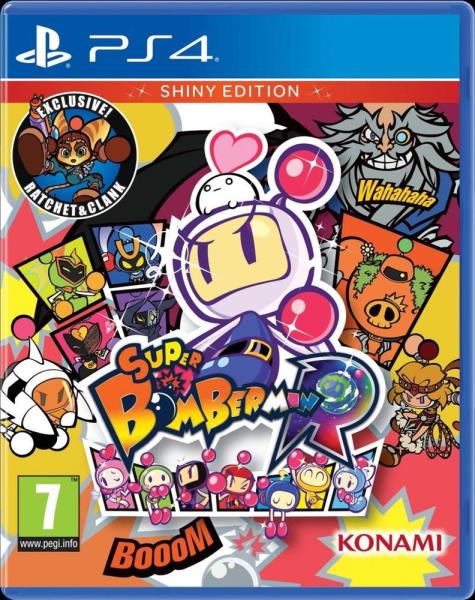 PS4
SHINY EDITION
EXCLUSIVE!
RATCHET&CLANK
Wahahaha
SUPER
BOMBERMAN R
7
www.pegi.info
BOOOM
KONAMI